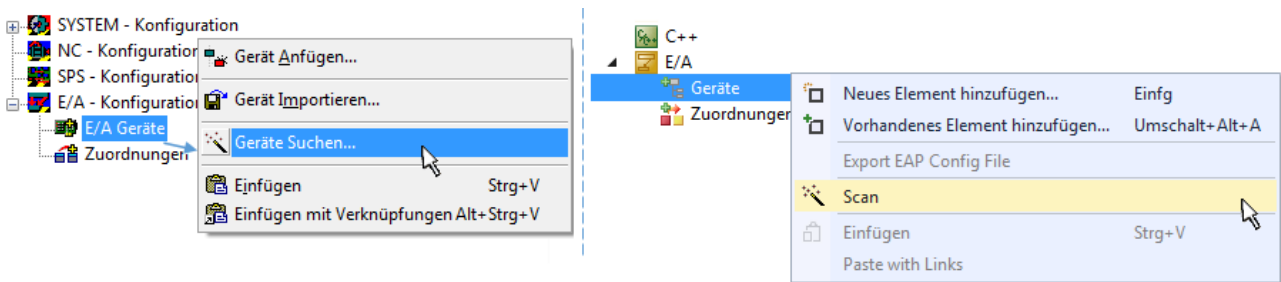 SYSTEM - Konfiguration
NC - Konfiguration
SPS - Konfiguration
E/A - Konfiguration
E/A Geräte
Zuordnungen
Gerät Anfügen...
Gerät Importieren...
Geräte Suchen...
Einfügen Strg+V
Einfügen mit Verknüpfungen Alt+Strg+V
C++
E/A
Geräte
Zuordnungen
Neues Element hinzufügen... Einfg
Vorhandenes Element hinzufügen... Umschalt+Alt+A
Export EAP Config File
Scan
Einfügen Strg+V
Paste with Links